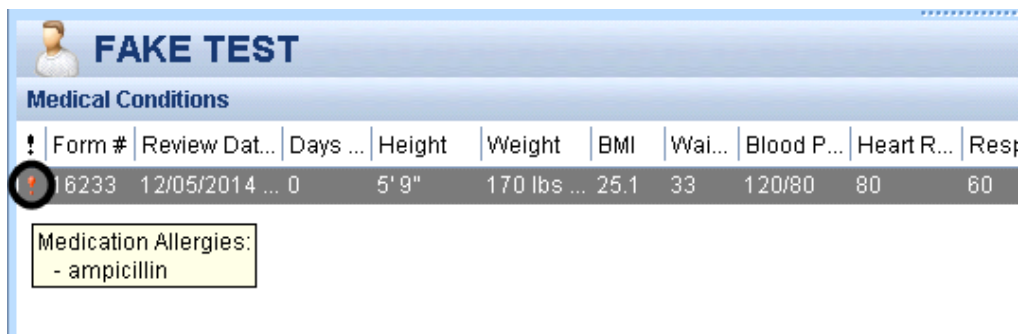 FAKE TEST
Medical Conditions
! Form # Review Dat... Days ... Height Weight BMI Wai... Blood P... Heart R... Resp
! 16233 12/05/2014 ... 0 5' 9" 170 lbs ... 25.1 33 120/80 80 60
Medication Allergies:
- ampicillin